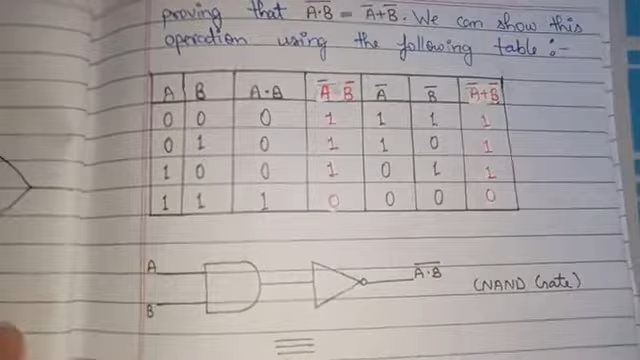 proving that A̅·̅B̅ = A̅+B̅. We can show this
operation using the following table :-
A B A·A A̅ B̅ A̅ B̅ A̅+B̅
0 0 0 1 1 1 1
0 1 0 1 1 0 1
1 0 0 1 0 1 1
1 1 1 0 0 0 0
A
B
A̅·̅B̅
(NAND Gate)